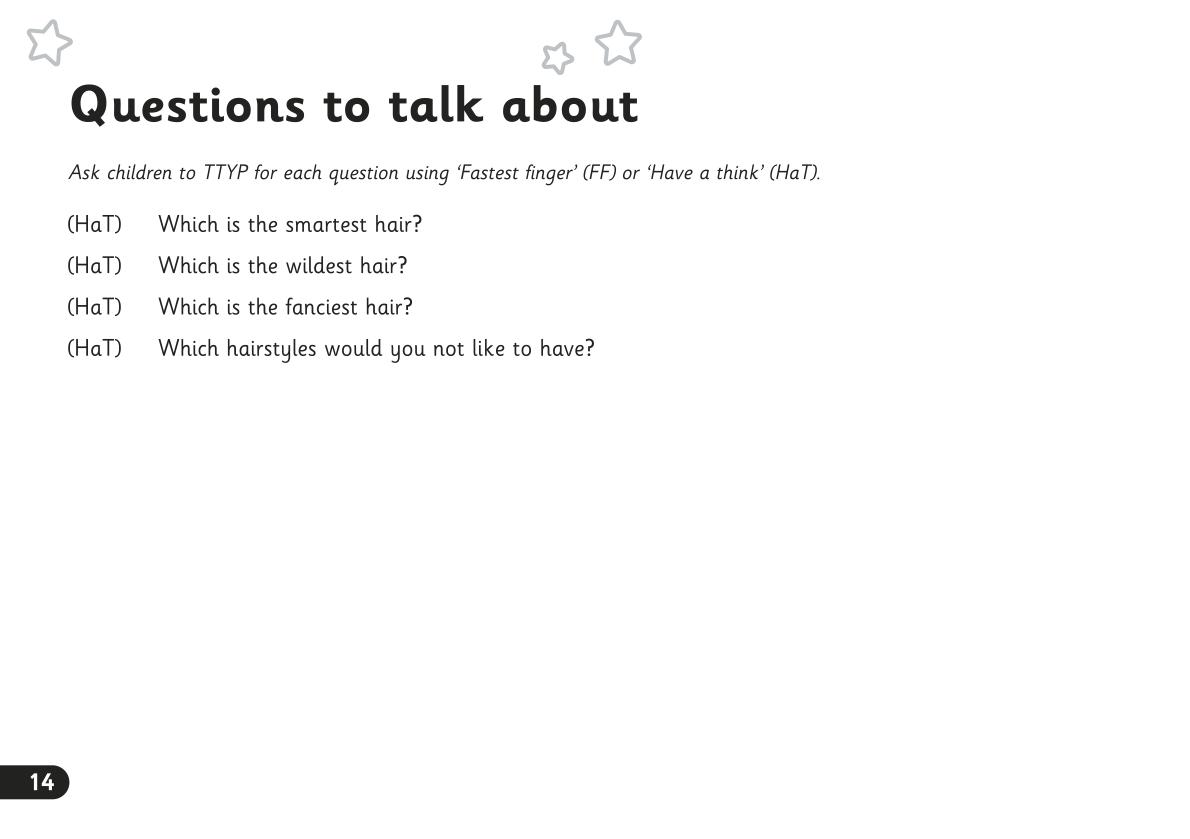 Questions to talk about
Ask children to TTYP for each question using ‘Fastest finger’ (FF) or ‘Have a think’ (HaT).
(HaT) Which is the smartest hair?
(HaT) Which is the wildest hair?
(HaT) Which is the fanciest hair?
(HaT) Which hairstyles would you not like to have?
14